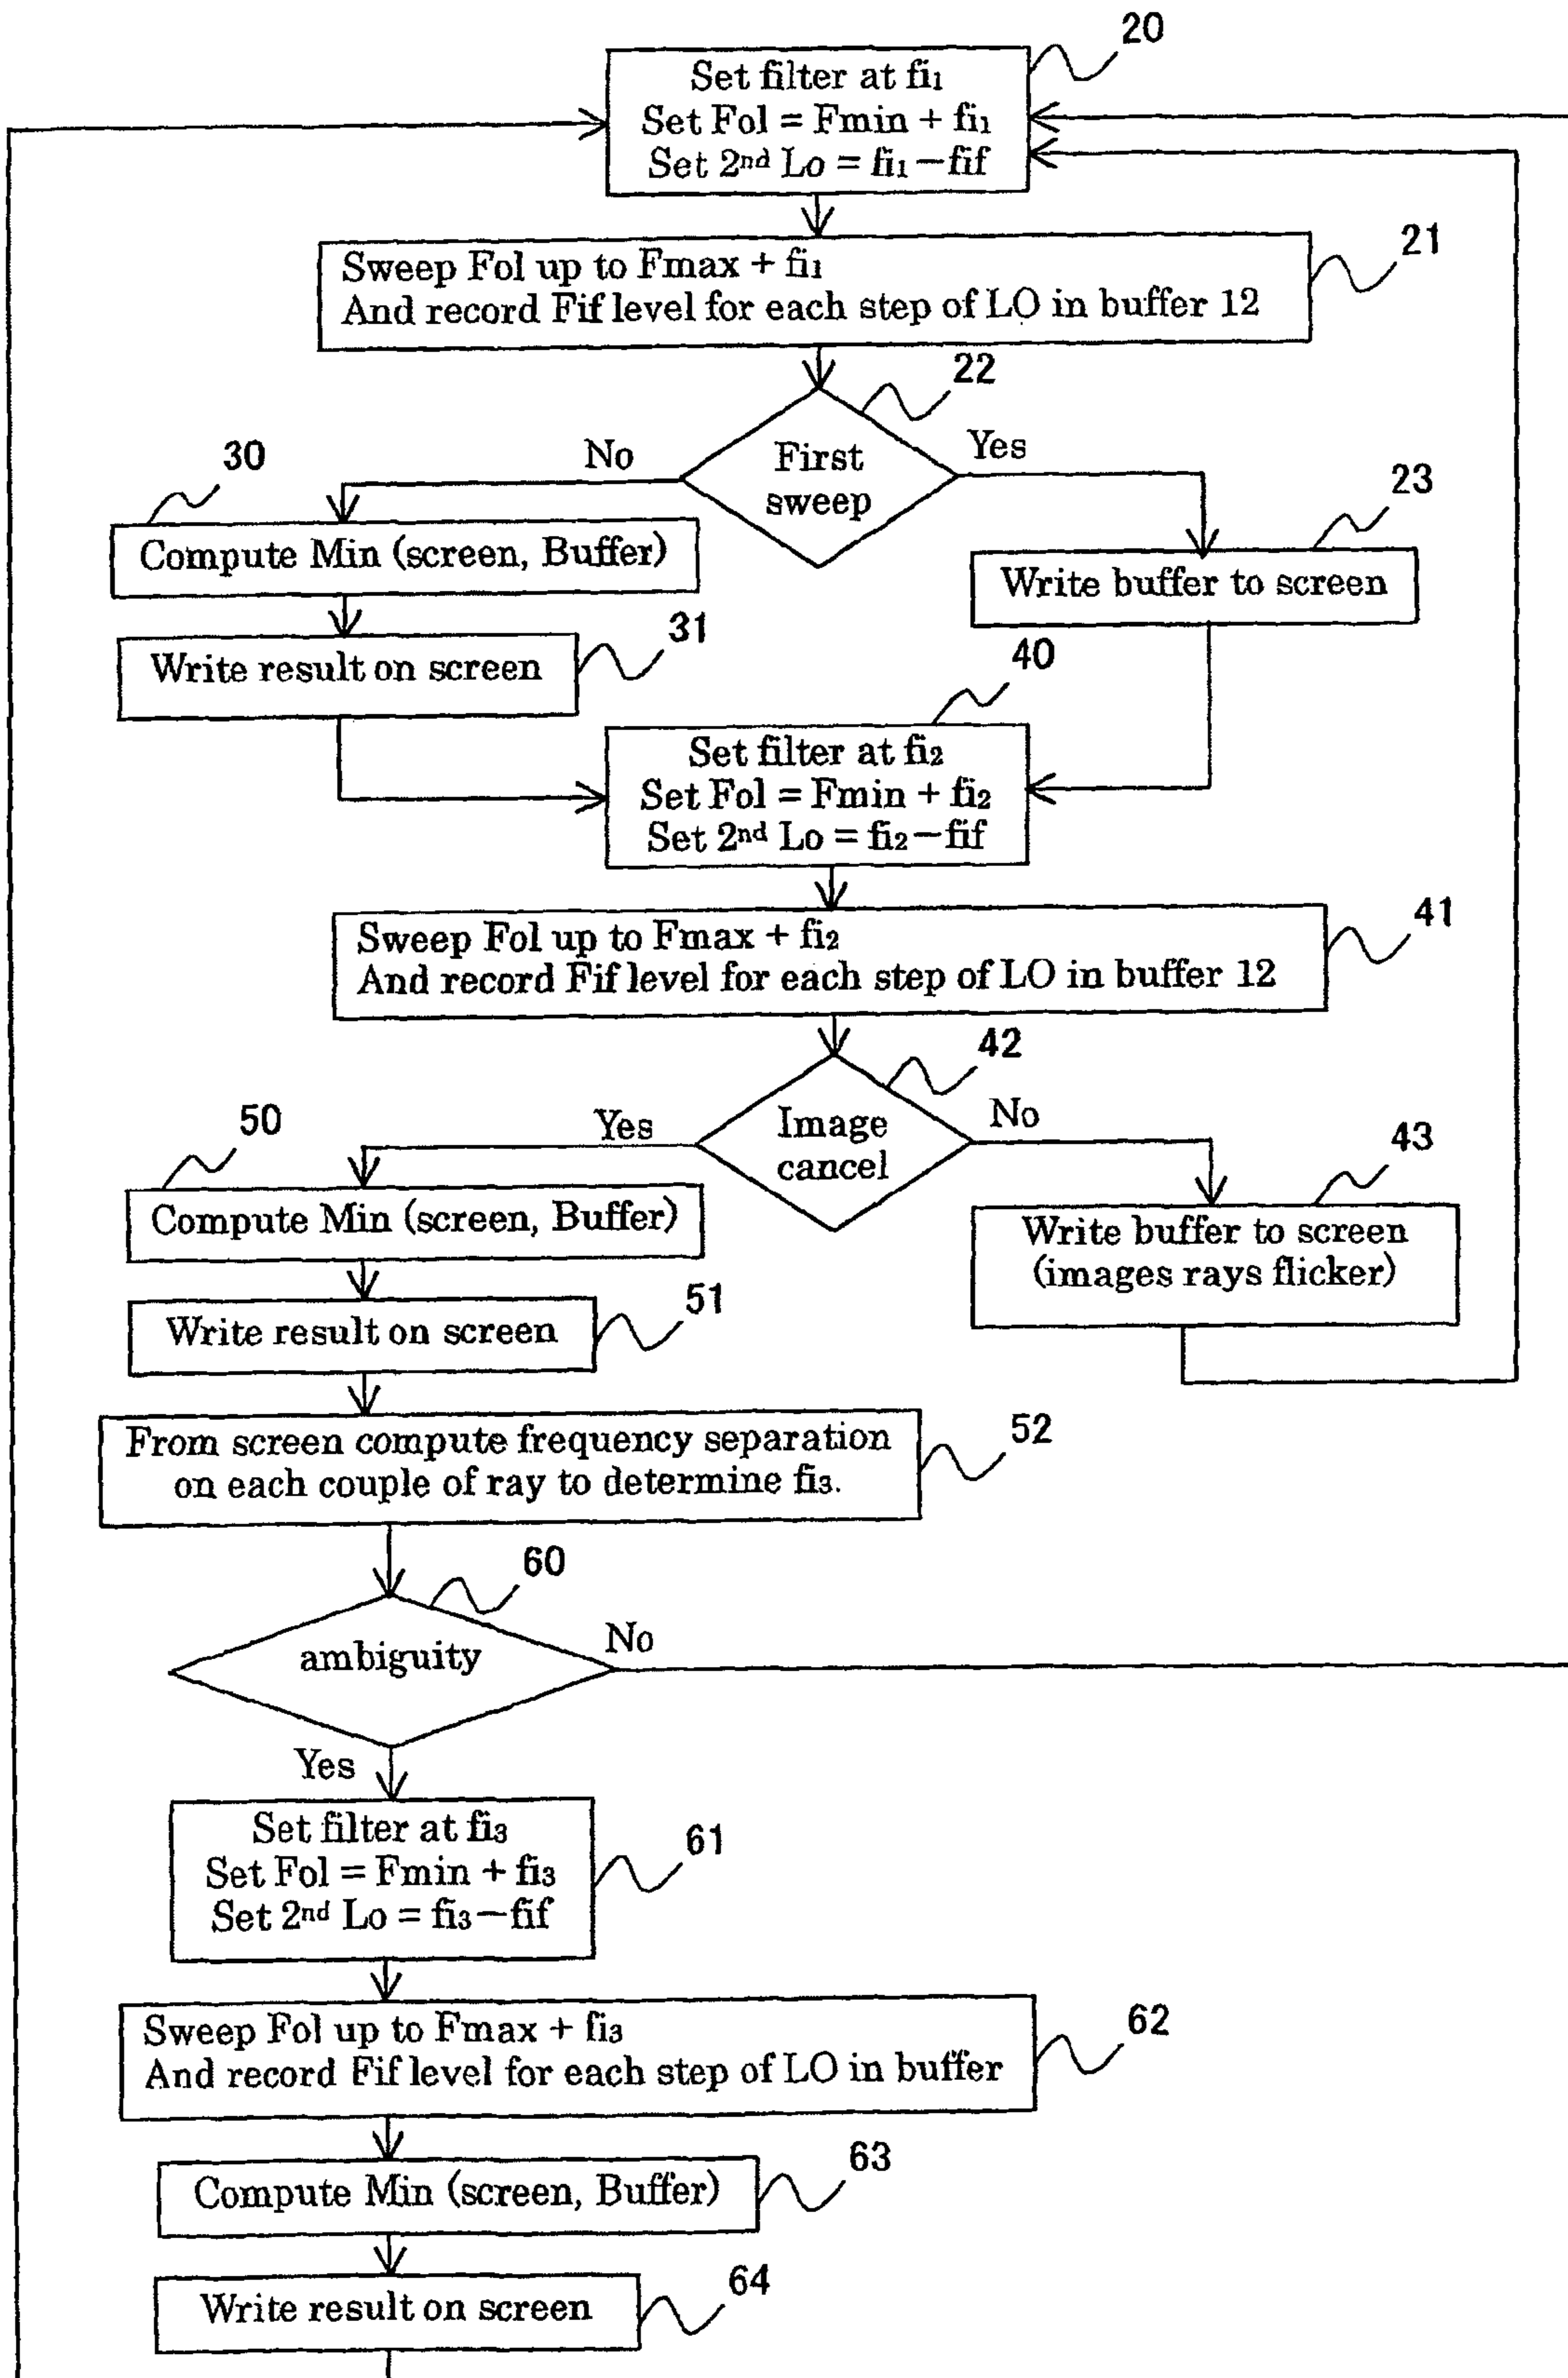 20
Set filter at fi1
Set Fol = Fmin + fi1
Set 2nd Lo = fi1−fif
21
Sweep Fol up to Fmax + fi1
And record Fif level for each step of LO in buffer 12
22
First
sweep
No
Yes
30
Compute Min (screen, Buffer)
23
Write buffer to screen
31
Write result on screen
40
Set filter at fi2
Set Fol = Fmin + fi2
Set 2nd Lo = fi2−fif
41
Sweep Fol up to Fmax + fi2
And record Fif level for each step of LO in buffer 12
42
Image
cancel
Yes
No
50
Compute Min (screen, Buffer)
43
Write buffer to screen
(images rays flicker)
51
Write result on screen
52
From screen compute frequency separation
on each couple of ray to determine fi3.
60
ambiguity
No
Yes
61
Set filter at fi3
Set Fol = Fmin + fi3
Set 2nd Lo = fi3−fif
62
Sweep Fol up to Fmax + fi3
And record Fif level for each step of LO in buffer
63
Compute Min (screen, Buffer)
64
Write result on screen